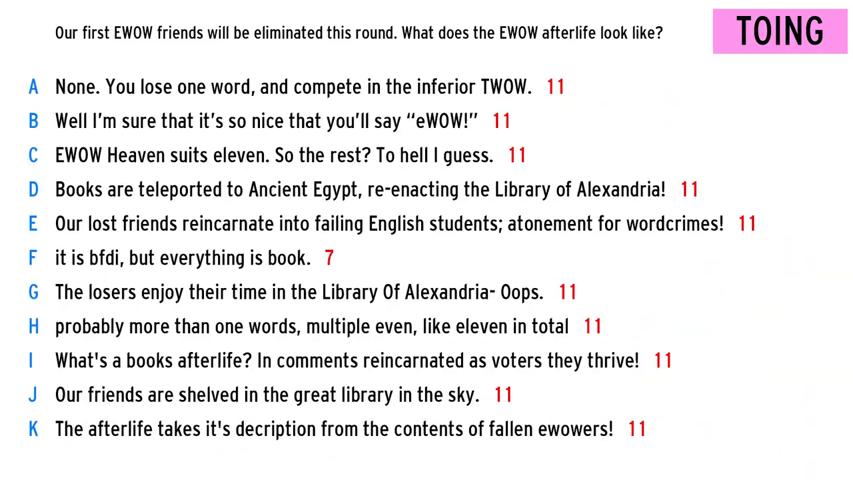 Our first EWOW friends will be eliminated this round. What does the EWOW afterlife look like?
TOING
A None. You lose one word, and compete in the inferior TWOW. 11
B Well I'm sure that it's so nice that you'll say “eWOW!” 11
C EWOW Heaven suits eleven. So the rest? To hell I guess. 11
D Books are teleported to Ancient Egypt, re-enacting the Library of Alexandria! 11
E Our lost friends reincarnate into failing English students; atonement for wordcrimes! 11
F it is bfdi, but everything is book. 7
G The losers enjoy their time in the Library Of Alexandria- Oops. 11
H probably more than one words, multiple even, like eleven in total 11
I What's a books afterlife? In comments reincarnated as voters they thrive! 11
J Our friends are shelved in the great library in the sky. 11
K The afterlife takes it's decription from the contents of fallen ewowers! 11